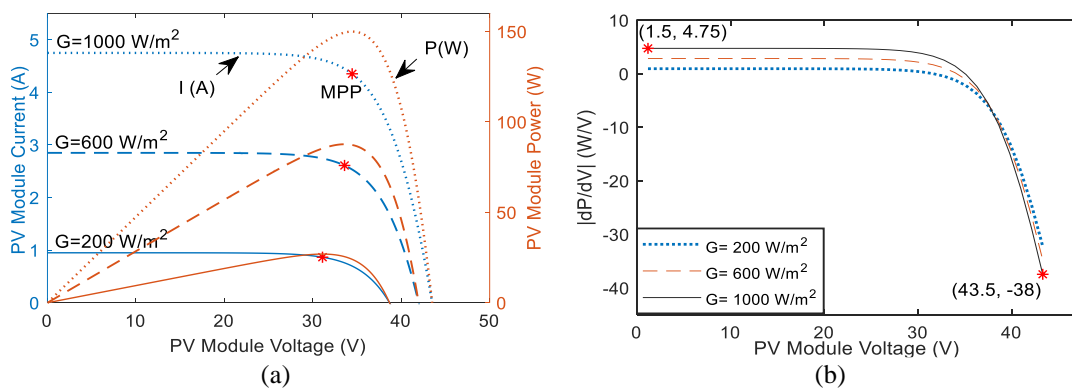 G=1000 W/m²
P(W)
I (A)
MPP
G=600 W/m²
G=200 W/m²
PV Module Current (A)
0
1
2
3
4
5
PV Module Power (W)
0
50
100
150
0
10
20
30
40
50
PV Module Voltage (V)
(a)
(1.5, 4.75)
|dP/dV| (W/V)
10
0
-10
-20
-30
-40
G= 200 W/m²
G= 600 W/m²
G= 1000 W/m²
(43.5, -38)
0
10
20
30
40
PV Module Voltage (V)
(b)